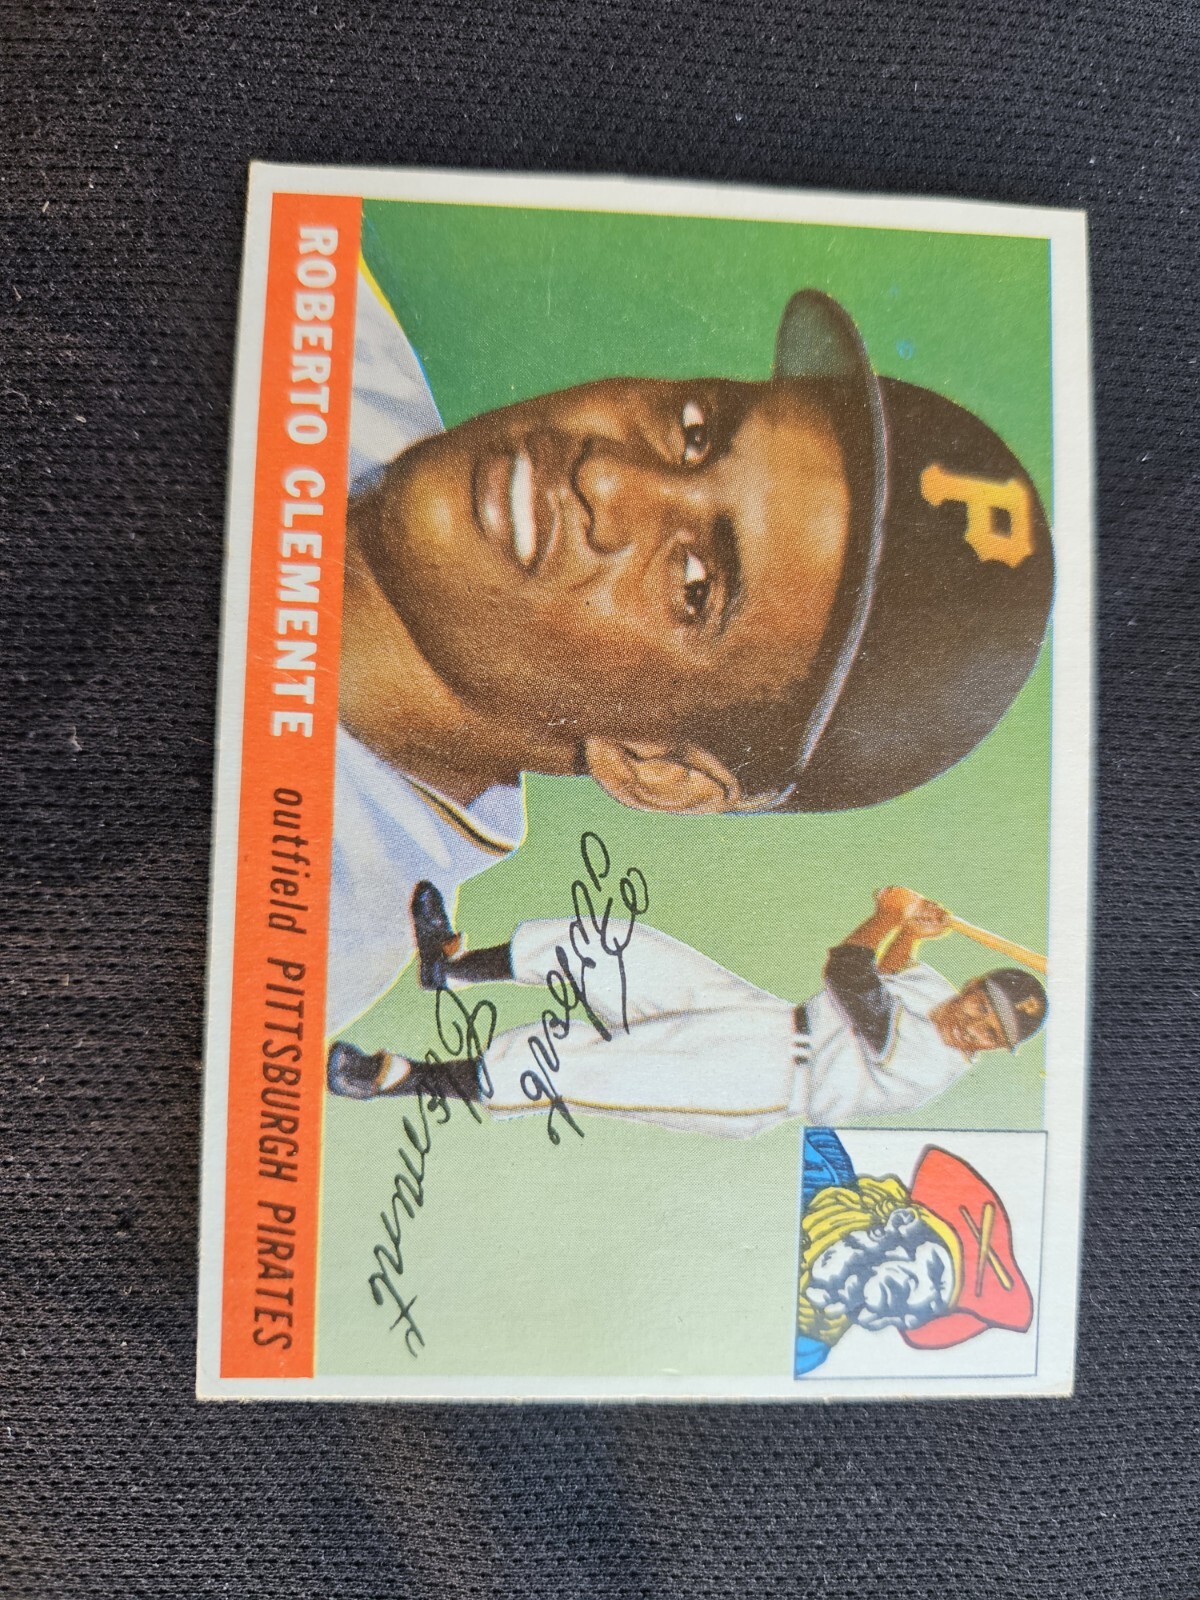 P
P
Roberto
Clemente
ROBERTO CLEMENTE outfield PITTSBURGH PIRATES